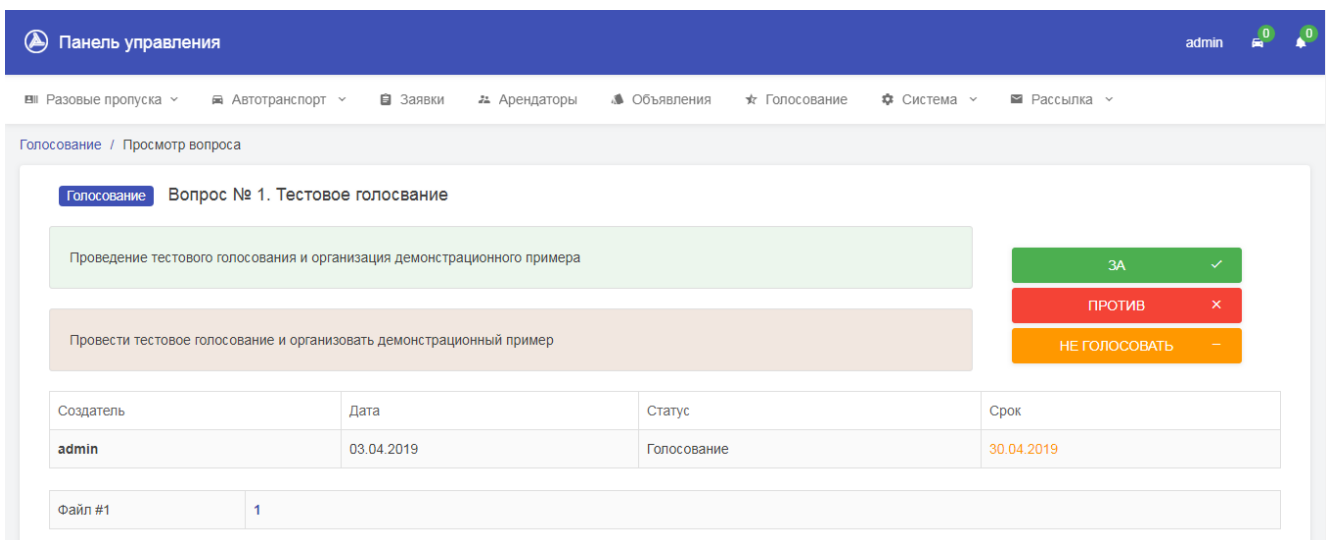 Панель управления
admin 0 0
Разовые пропуска Автотранспорт Заявки Арендаторы Объявления Голосование Система Рассылка
Голосование / Просмотр вопроса
Голосование Вопрос № 1. Тестовое голосвание
Проведение тестового голосования и организация демонстрационного примера
ЗА
ПРОТИВ
Провести тестовое голосование и организовать демонстрационный пример
НЕ ГОЛОСОВАТЬ
Создатель Дата Статус Срок
admin 03.04.2019 Голосование 30.04.2019
Файл #1 1